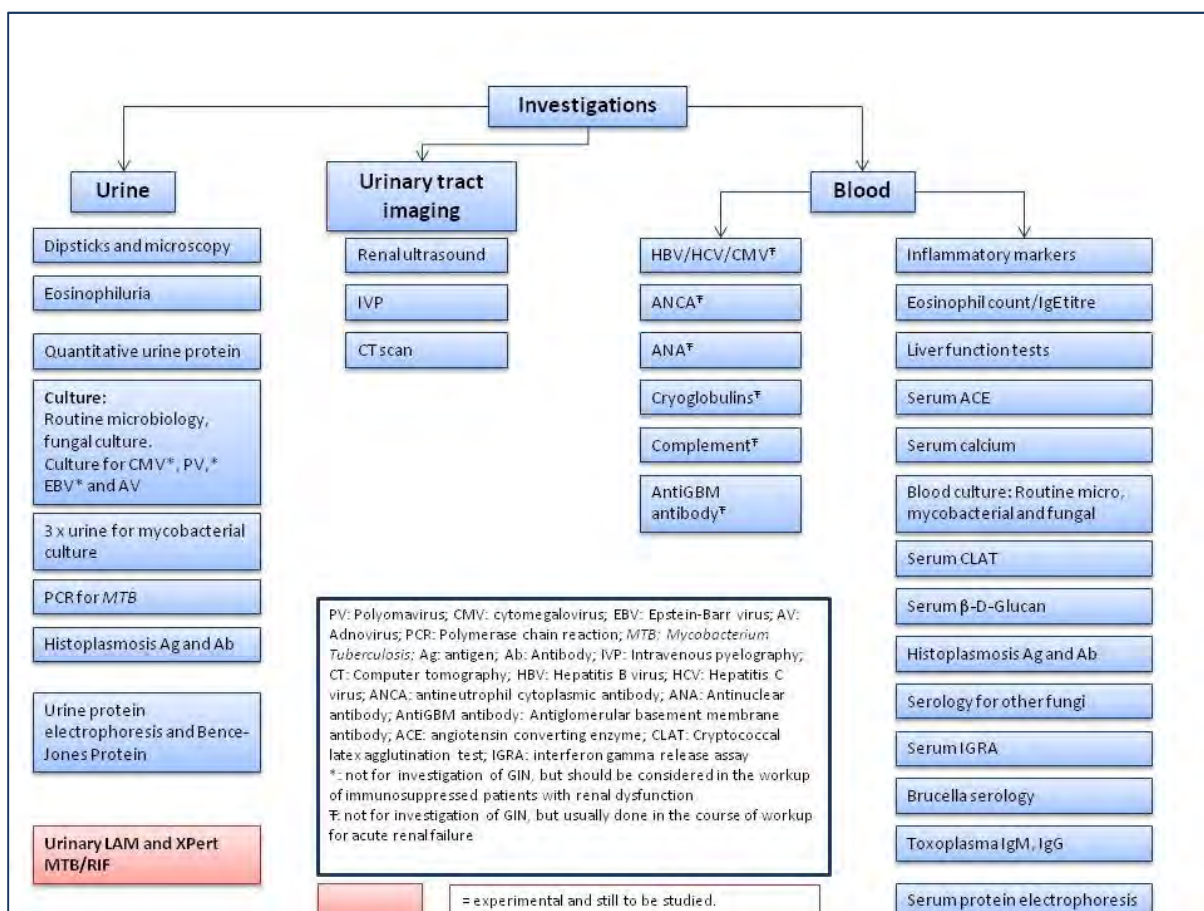 Investigations
Urine
Dipsticks and microscopy
Eosinophiluria
Quantitative urine protein
Culture:
Routine microbiology,
fungal culture.
Culture for CMV*, PV,*
EBV* and AV
3 x urine for mycobacterial
culture
PCR for MTB
Histoplasmosis Ag and Ab
Urine protein
electrophoresis and Bence-
Jones Protein
Urinary LAM and XPert
MTB/RIF
Urinary tract
imaging
Renal ultrasound
IVP
CT scan
Blood
HBV/HCV/CMVŦ
ANCAŦ
ANAŦ
CryoglobulinsŦ
ComplementŦ
AntiGBM
antibodyŦ
Inflammatory markers
Eosinophil count/IgE titre
Liver function tests
Serum ACE
Serum calcium
Blood culture: Routine micro,
mycobacterial and fungal
Serum CLAT
Serum β-D-Glucan
Histoplasmosis Ag and Ab
Serology for other fungi
Serum IGRA
Brucella serology
Toxoplasma IgM, IgG
Serum protein electrophoresis
PV: Polyomavirus; CMV: cytomegalovirus; EBV: Epstein-Barr virus; AV:
Adnovirus; PCR: Polymerase chain reaction; MTB: Mycobacterium
Tuberculosis; Ag: antigen; Ab: Antibody; IVP: Intravenous pyelography;
CT: Computer tomography; HBV: Hepatitis B virus; HCV: Hepatitis C
virus; ANCA: antineutrophil cytoplasmic antibody; ANA: Antinuclear
antibody; AntiGBM antibody: Antiglomerular basement membrane
antibody; ACE: angiotensin converting enzyme; CLAT: Cryptococcal
latex agglutination test; IGRA: interferon gamma release assay
*: not for investigation of GIN, but should be considered in the workup
of immunosuppressed patients with renal dysfunction
Ŧ: not for investigation of GIN, but usually done in the course of workup
for acute renal failure
= experimental and still to be studied.